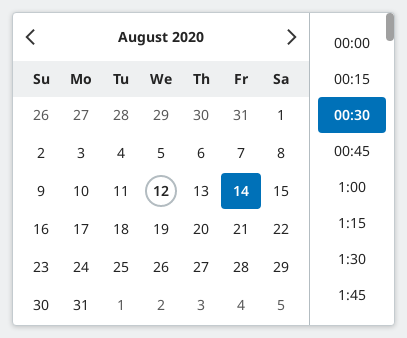 August 2020
Su Mo Tu We Th Fr Sa
26 27 28 29 30 31 1
2 3 4 5 6 7 8
9 10 11 12 13 14 15
16 17 18 19 20 21 22
23 24 25 26 27 28 29
30 31 1 2 3 4 5
00:00
00:15
00:30
00:45
1:00
1:15
1:30
1:45